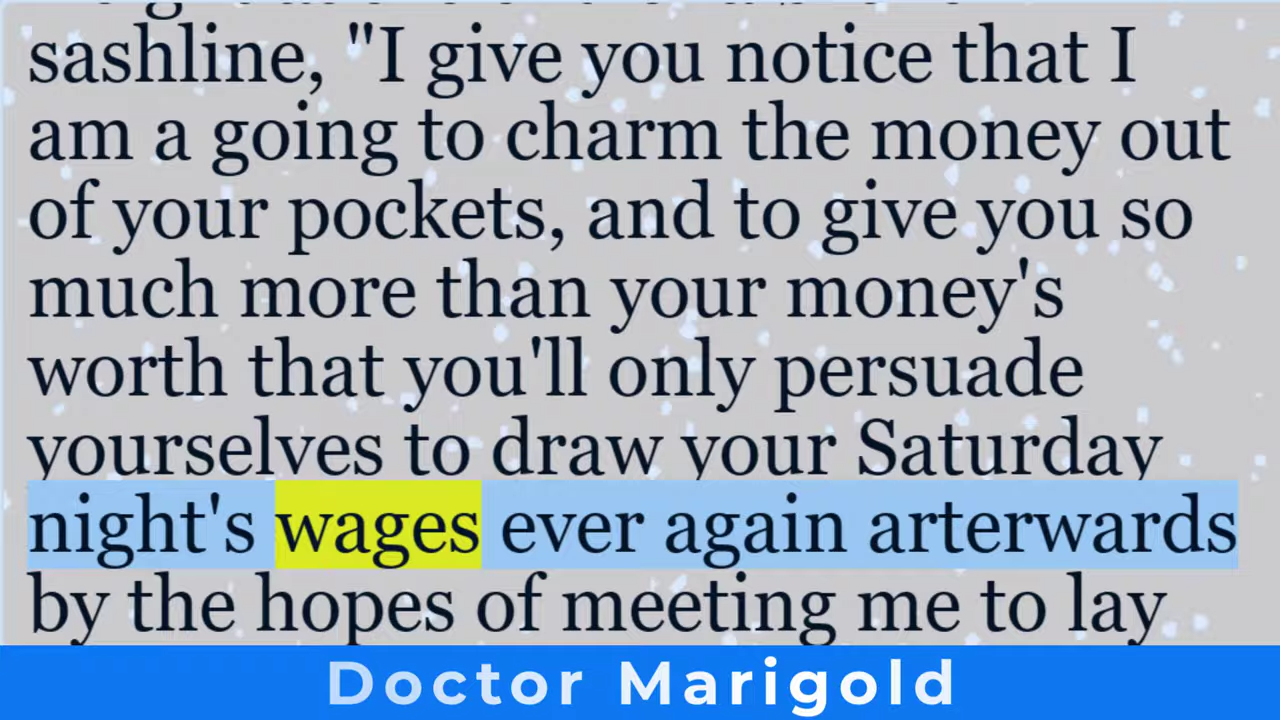 sashline, "I give you notice that I
am a going to charm the money out
of your pockets, and to give you so
much more than your money's
worth that you'll only persuade
yourselves to draw your Saturday
night's wages ever again arterwards
by the hopes of meeting me to lay
Doctor Marigold